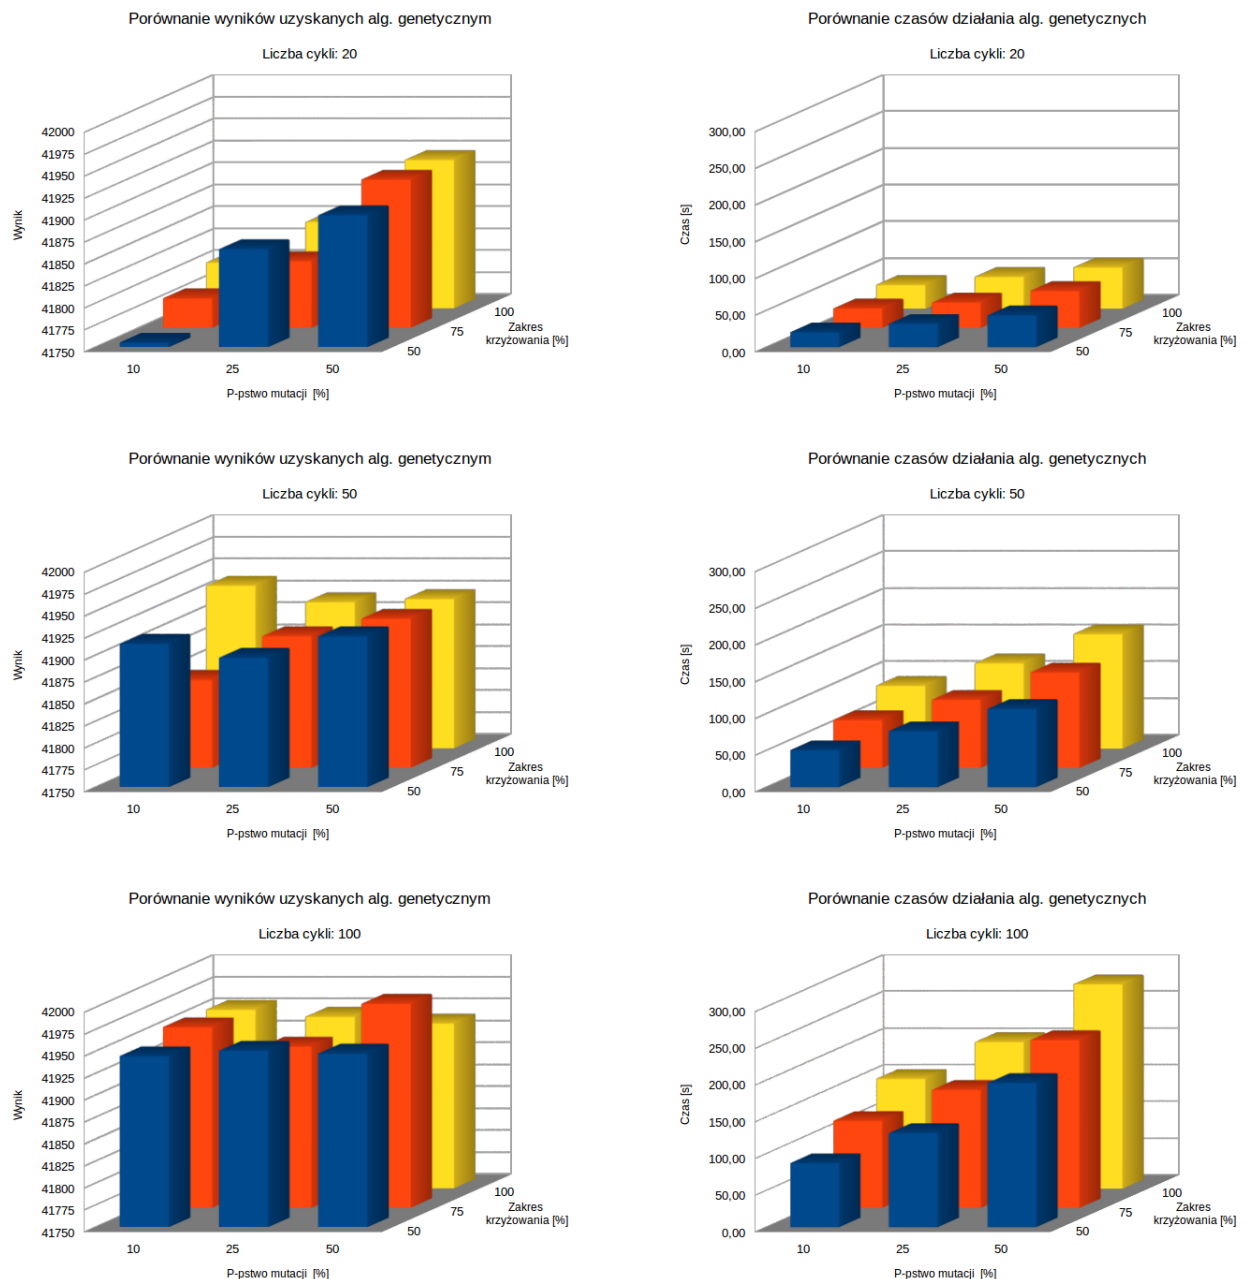 Porównanie wyników uzyskanych alg. genetycznym
Liczba cykli: 20
42000
41975
41950
41925
41900
41875
41850
41825
41800
41775
41750
Wynik
10
25
50
P-pstwo mutacji [%]
50
75
100
Zakres
krzyżowania [%]
Porównanie czasów działania alg. genetycznych
Liczba cykli: 20
300,00
250,00
200,00
150,00
100,00
50,00
0,00
Czas [s]
10
25
50
P-pstwo mutacji [%]
50
75
100
Zakres
krzyżowania [%]
Porównanie wyników uzyskanych alg. genetycznym
Liczba cykli: 50
42000
41975
41950
41925
41900
41875
41850
41825
41800
41775
41750
Wynik
10
25
50
P-pstwo mutacji [%]
50
75
100
Zakres
krzyżowania [%]
Porównanie czasów działania alg. genetycznych
Liczba cykli: 50
300,00
250,00
200,00
150,00
100,00
50,00
0,00
Czas [s]
10
25
50
P-pstwo mutacji [%]
50
75
100
Zakres
krzyżowania [%]
Porównanie wyników uzyskanych alg. genetycznym
Liczba cykli: 100
42000
41975
41950
41925
41900
41875
41850
41825
41800
41775
41750
Wynik
10
25
50
P-pstwo mutacji [%]
50
75
100
Zakres
krzyżowania [%]
Porównanie czasów działania alg. genetycznych
Liczba cykli: 100
300,00
250,00
200,00
150,00
100,00
50,00
0,00
Czas [s]
10
25
50
P-pstwo mutacji [%]
50
75
100
Zakres
krzyżowania [%]